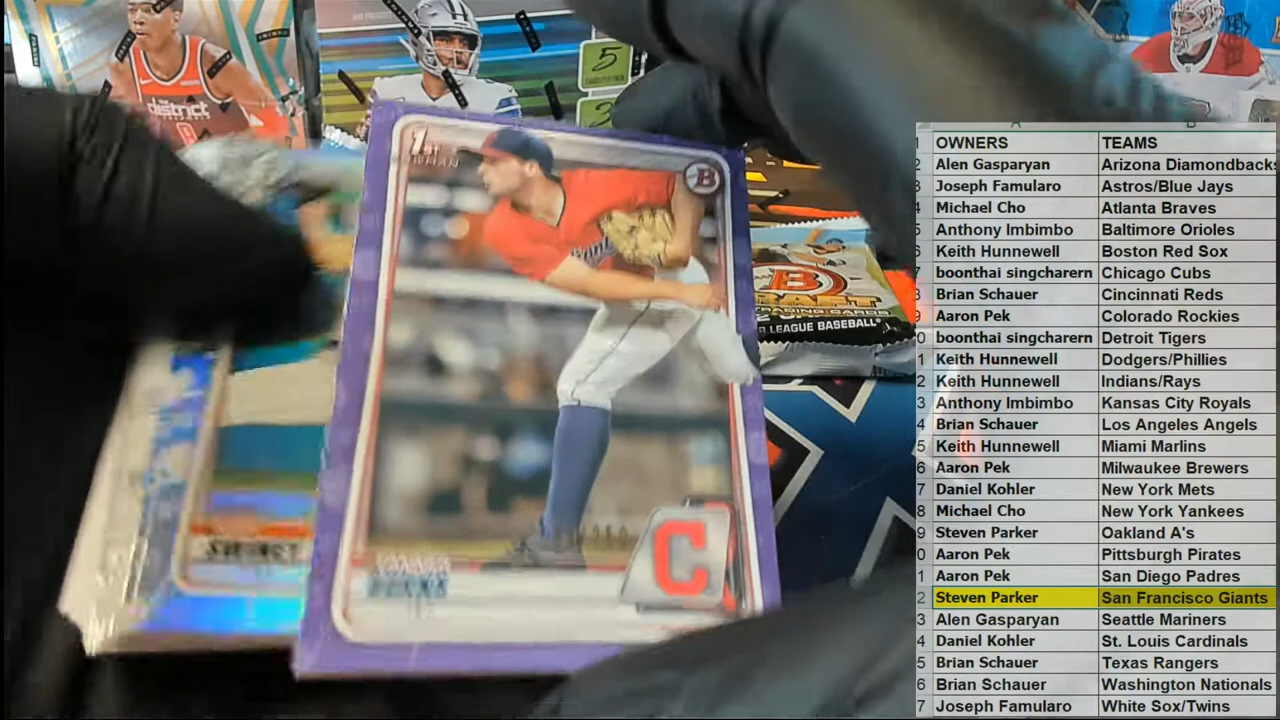 OWNERS TEAMS
Alen Gasparyan Arizona Diamondbacks
Joseph Famularo Astros/Blue Jays
Michael Cho Atlanta Braves
Anthony Imbimbo Baltimore Orioles
Keith Hunnewell Boston Red Sox
boonthai singcharern Chicago Cubs
Brian Schauer Cincinnati Reds
Aaron Pek Colorado Rockies
boonthai singcharern Detroit Tigers
Keith Hunnewell Dodgers/Phillies
Keith Hunnewell Indians/Rays
Anthony Imbimbo Kansas City Royals
Brian Schauer Los Angeles Angels
Keith Hunnewell Miami Marlins
Aaron Pek Milwaukee Brewers
Daniel Kohler New York Mets
Michael Cho New York Yankees
Steven Parker Oakland A's
Aaron Pek Pittsburgh Pirates
Aaron Pek San Diego Padres
Steven Parker San Francisco Giants
Alen Gasparyan Seattle Mariners
Daniel Kohler St. Louis Cardinals
Brian Schauer Texas Rangers
Brian Schauer Washington Nationals
Joseph Famularo White Sox/Twins
district
5
1st
B
C
B
LEAGUE BASEBALL